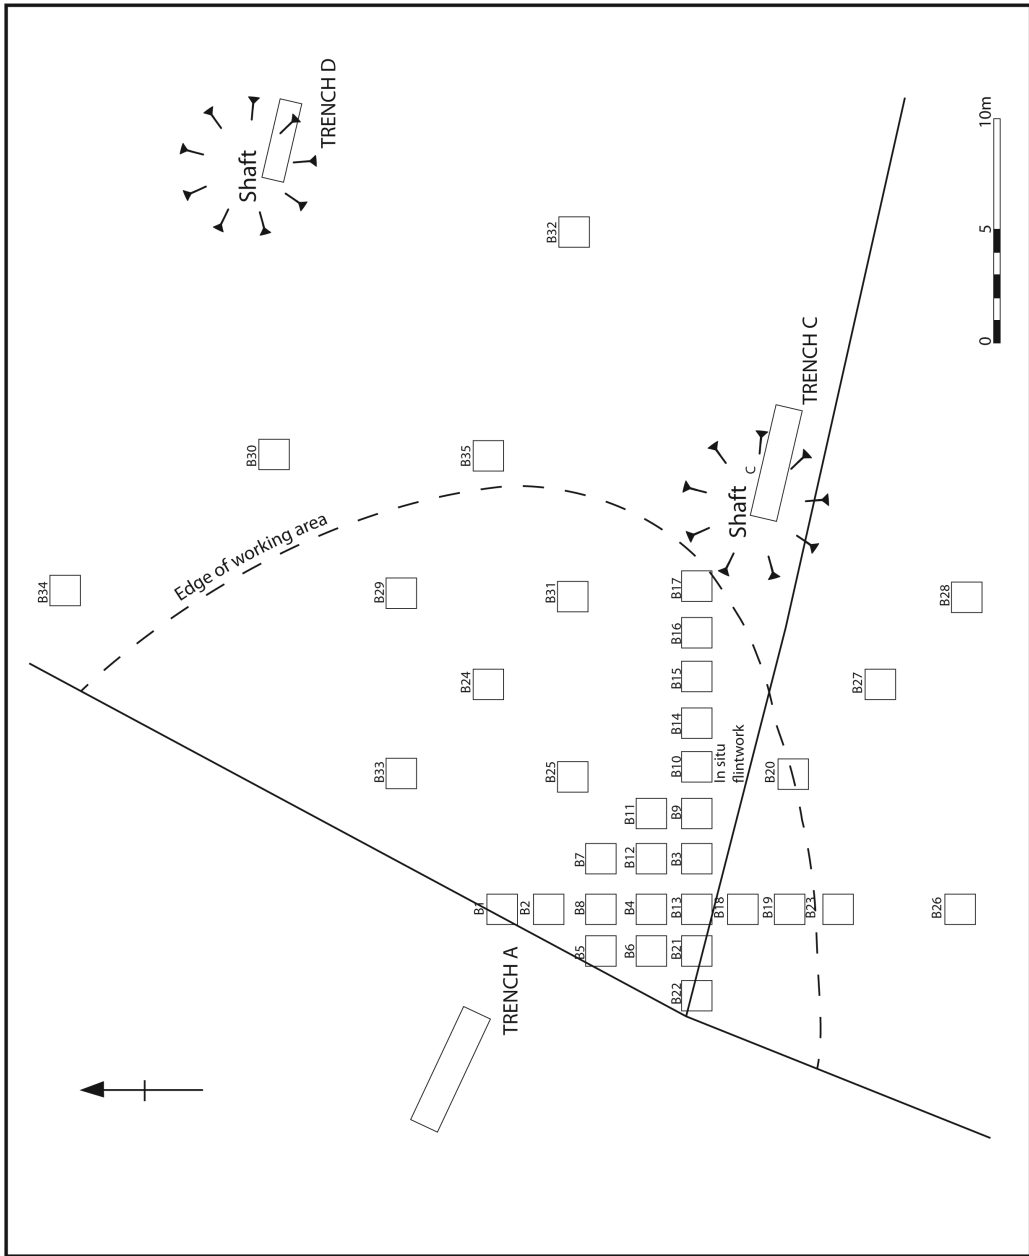 TRENCH D
Shaft
10m
5
0
B32
TRENCH C
Shaft
C
B30
B35
Edge of working area
B34
B29
B31
B17
B16
B28
B24
B15
B27
B14
B33
B25
B10
In situ
flintwork
B20
B11
B9
B7
B12
B3
B1
B2
B8
B4
B13
B18
B19
B23
B26
B5
B6
B21
B22
TRENCH A